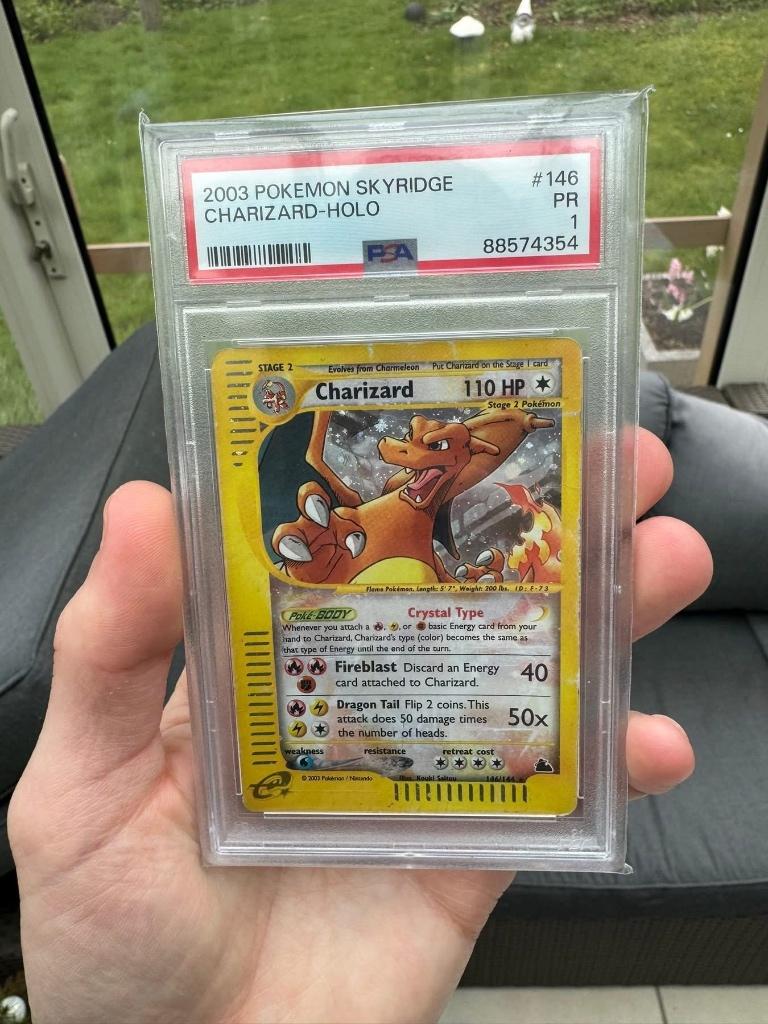 2003 POKEMON SKYRIDGE #146
CHARIZARD-HOLO PR
1
PSA 88574354
STAGE 2 Evolves from Charmeleon Put Charizard on the Stage 1 card
Charizard 110 HP
Stage 2 Pokémon
Flame Pokémon. Length: 5' 7", Weight: 200 lbs. ID: E-73
Poké-BODY Crystal Type
Whenever you attach a , , or basic Energy card from your
hand to Charizard, Charizard's type (color) becomes the same as
that type of Energy until the end of the turn.
Fireblast Discard an Energy
card attached to Charizard. 40
Dragon Tail Flip 2 coins. This
attack does 50 damage times 50x
the number of heads.
weakness resistance retreat cost
© 2003 Pokémon / Nintendo Illus. Kouki Saitou 146/144
e